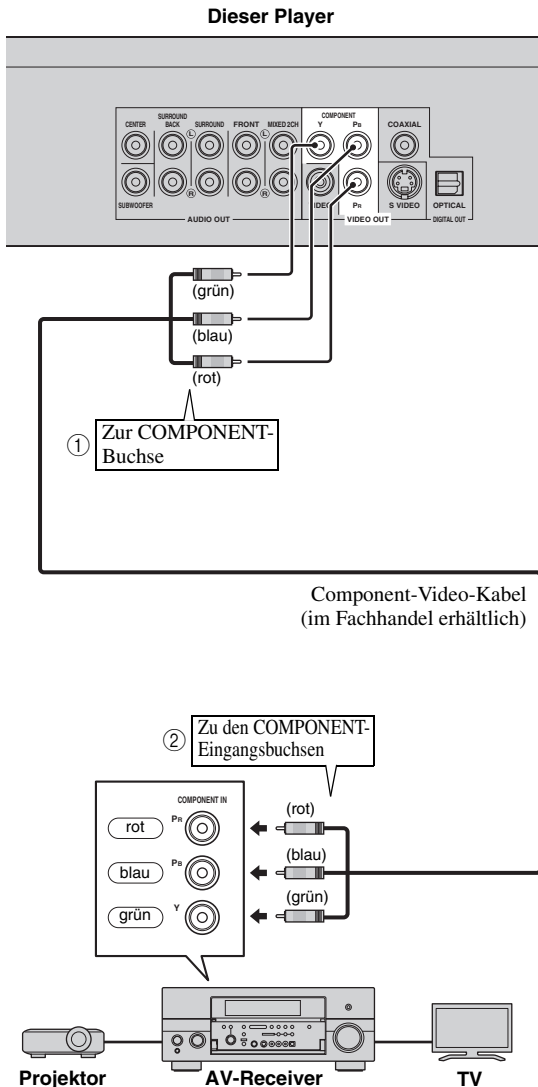 Dieser Player
COMPONENT
SURROUND
CENTER BACK SURROUND FRONT MIXED 2CH Y PB COAXIAL
L L
R R
SUBWOOFER VIDEO PR S VIDEO OPTICAL
AUDIO OUT VIDEO OUT DIGITAL OUT
(grün)
(blau)
(rot)
① Zur COMPONENT-
Buchse
Component-Video-Kabel
(im Fachhandel erhältlich)
② Zu den COMPONENT-
Eingangsbuchsen
COMPONENT IN
rot PR (rot)
blau PB (blau)
grün Y (grün)
Projektor AV-Receiver TV